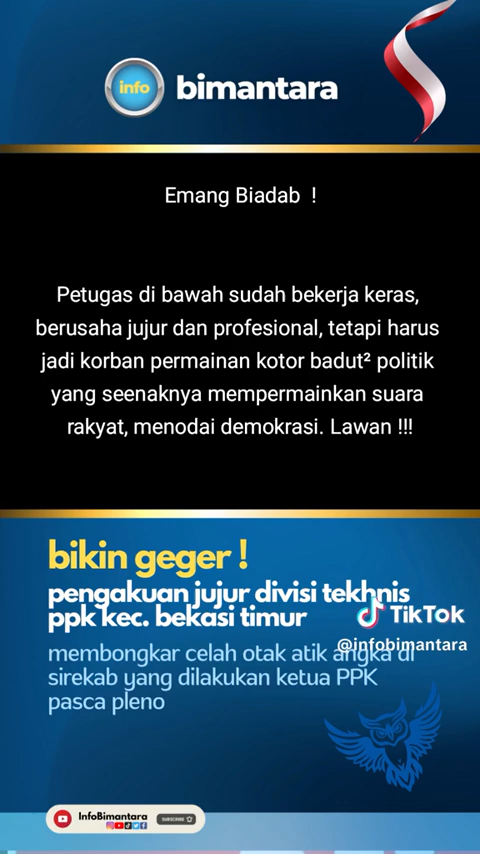 info bimantara
Emang Biadab !
Petugas di bawah sudah bekerja keras,
berusaha jujur dan profesional, tetapi harus
jadi korban permainan kotor badut² politik
yang seenaknya mempermainkan suara
rakyat, menodai demokrasi. Lawan !!!
bikin geger !
pengakuan jujur divisi tekhnis
ppk kec. bekasi timur
TikTok
@infobimantara
membongkar celah otak atik angka di
sirekab yang dilakukan ketua PPK
pasca pleno
InfoBimantara
SUBSCRIBE